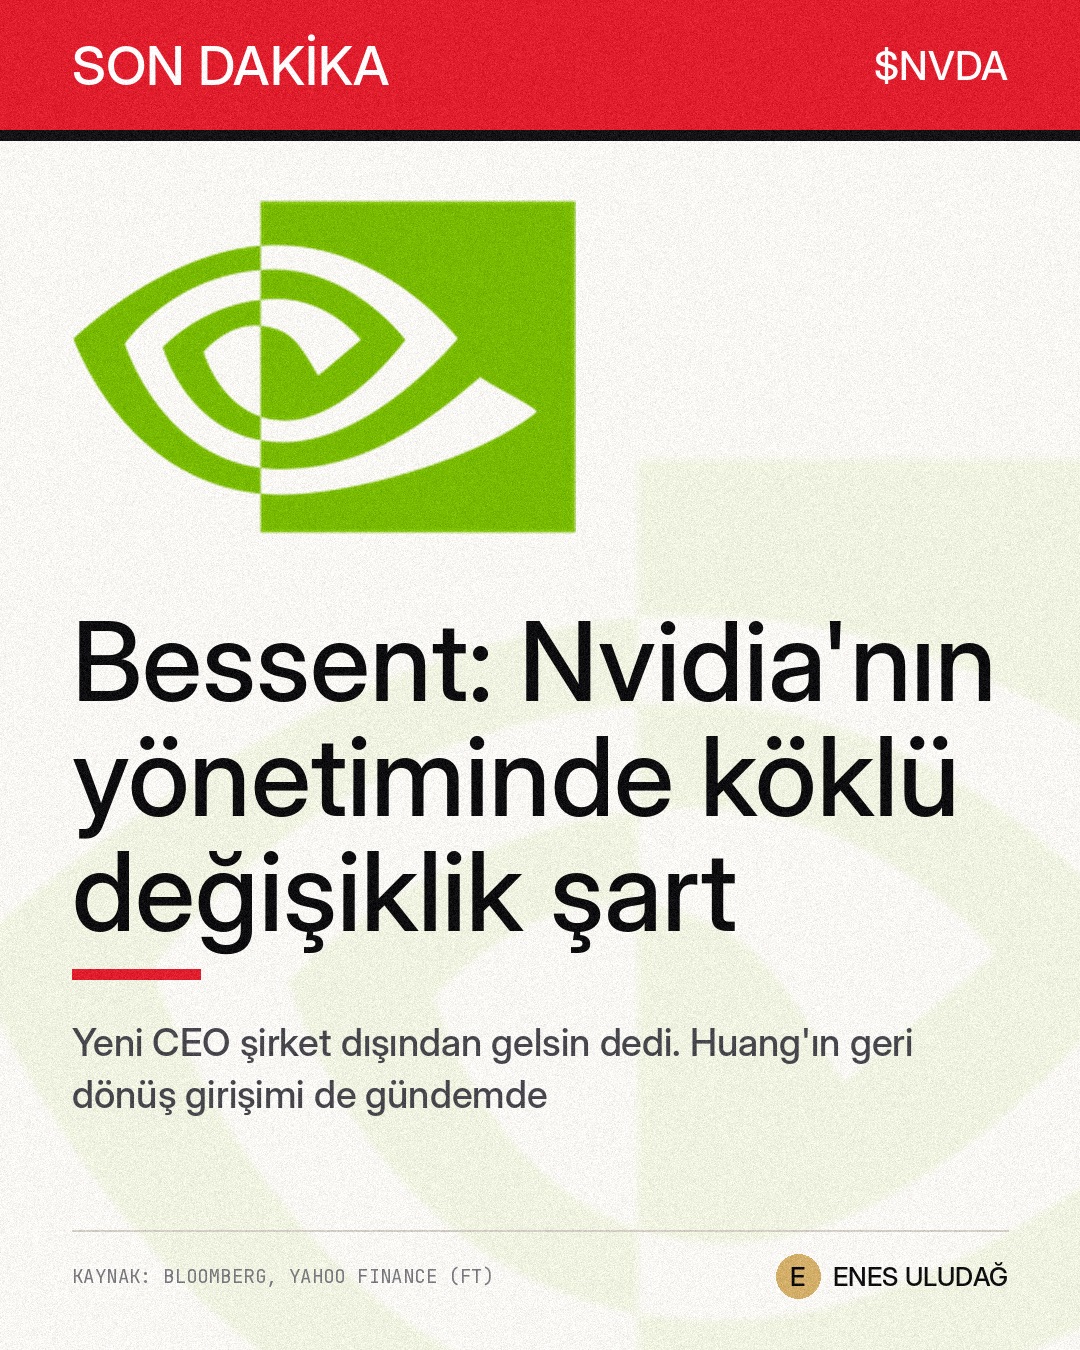 SON DAKİKA
$NVDA
Bessent: Nvidia'nın
yönetiminde köklü
değişiklik şart
Yeni CEO şirket dışından gelsin dedi. Huang'ın geri
dönüş girişimi de gündemde
KAYNAK: BLOOMBERG, YAHOO FINANCE (FT)
E ENES ULUDAĞ